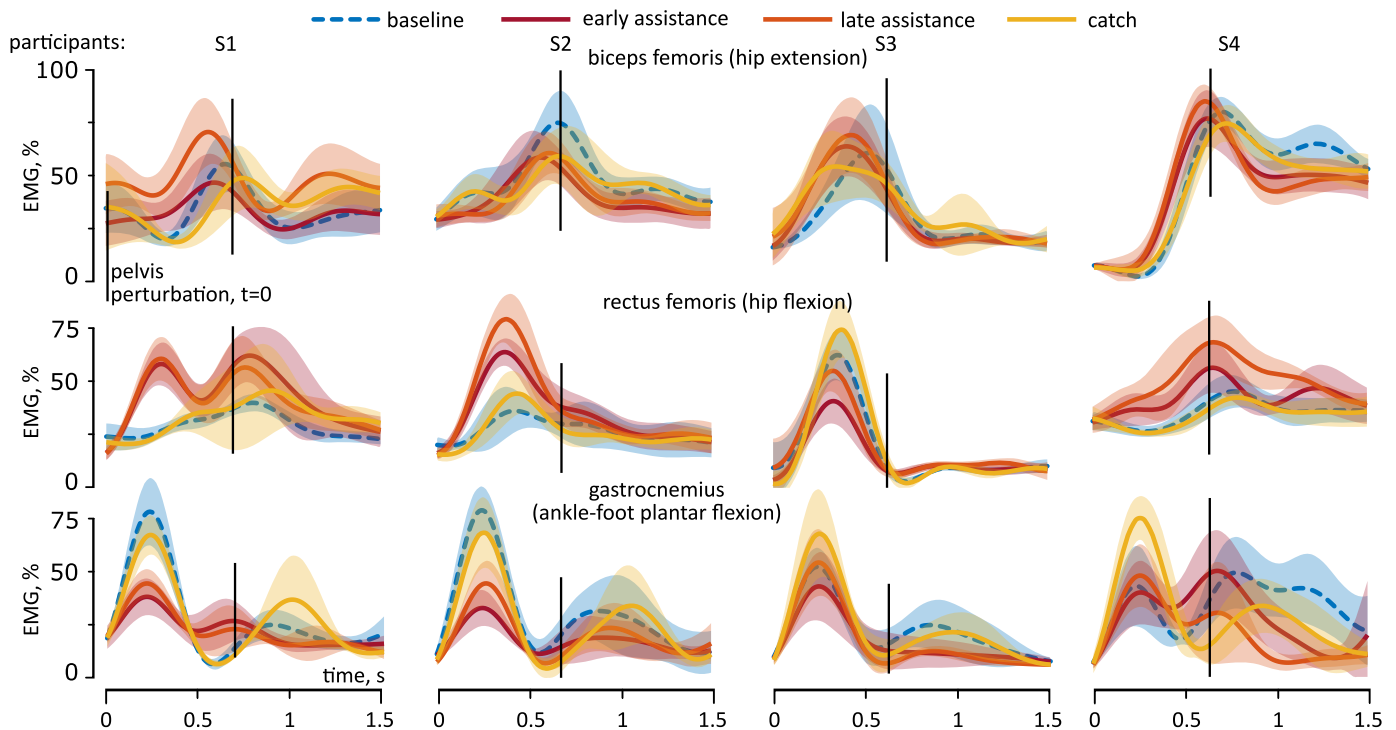 baseline early assistance late assistance catch
participants: S1 S2 S3 S4
biceps femoris (hip extension)
100
50
0
EMG, %
pelvis
perturbation, t=0
rectus femoris (hip flexion)
75
50
0
EMG, %
gastrocnemius
(ankle-foot plantar flexion)
75
50
0
EMG, %
time, s
0 0.5 1 1.5 0 0.5 1 1.5 0 0.5 1 1.5 0 0.5 1 1.5